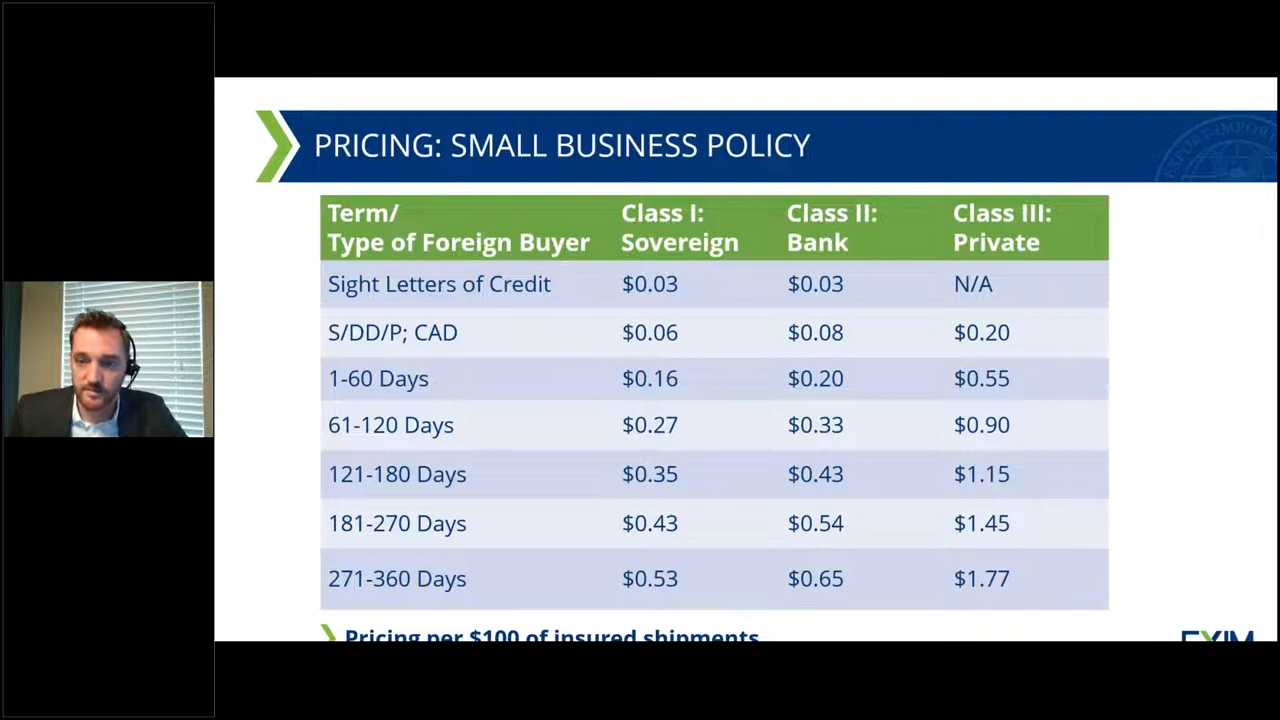 PRICING: SMALL BUSINESS POLICY
Term/ Class I: Class II: Class III:
Type of Foreign Buyer Sovereign Bank Private
Sight Letters of Credit $0.03 $0.03 N/A
S/DD/P; CAD $0.06 $0.08 $0.20
1-60 Days $0.16 $0.20 $0.55
61-120 Days $0.27 $0.33 $0.90
121-180 Days $0.35 $0.43 $1.15
181-270 Days $0.43 $0.54 $1.45
271-360 Days $0.53 $0.65 $1.77
Pricing per $100 of insured shipments
EXIM